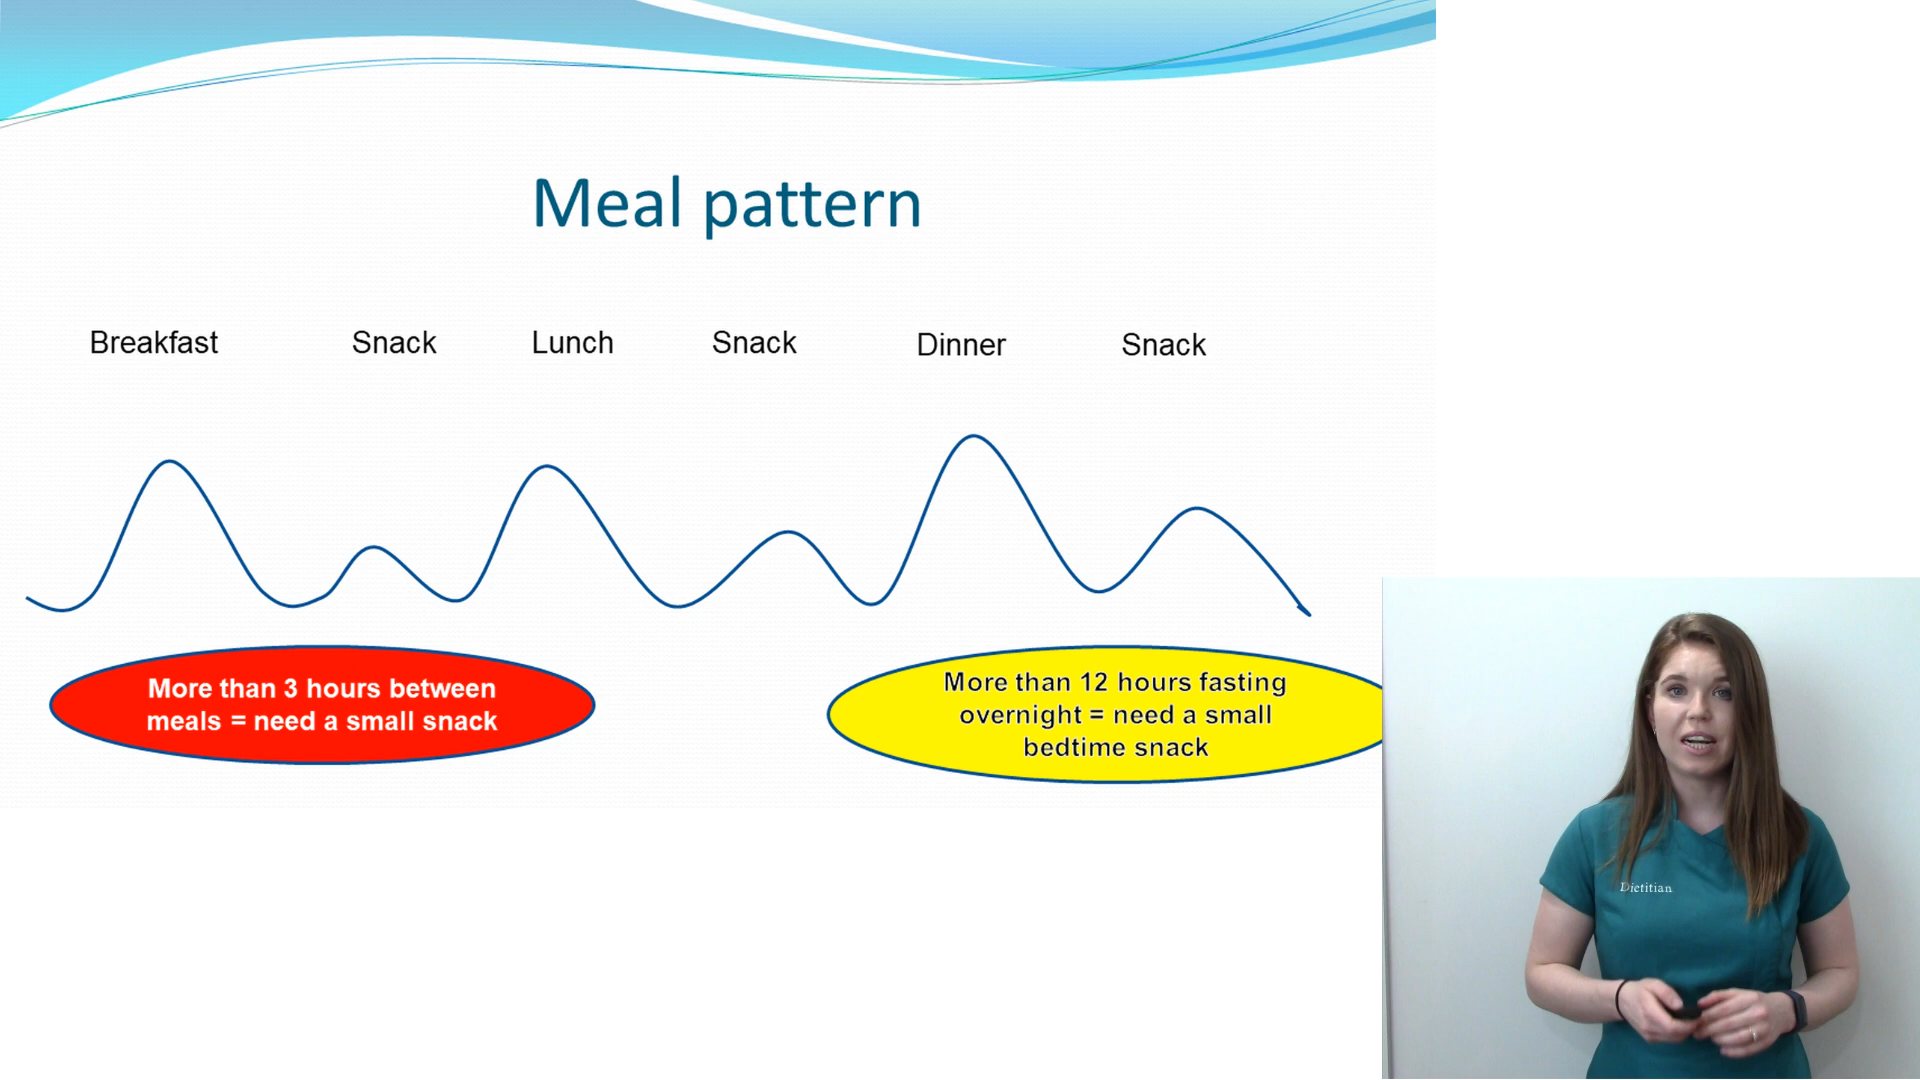 Meal pattern
Breakfast Snack Lunch Snack Dinner Snack
More than 3 hours between
meals = need a small snack
More than 12 hours fasting
overnight = need a small
bedtime snack
Dietitian